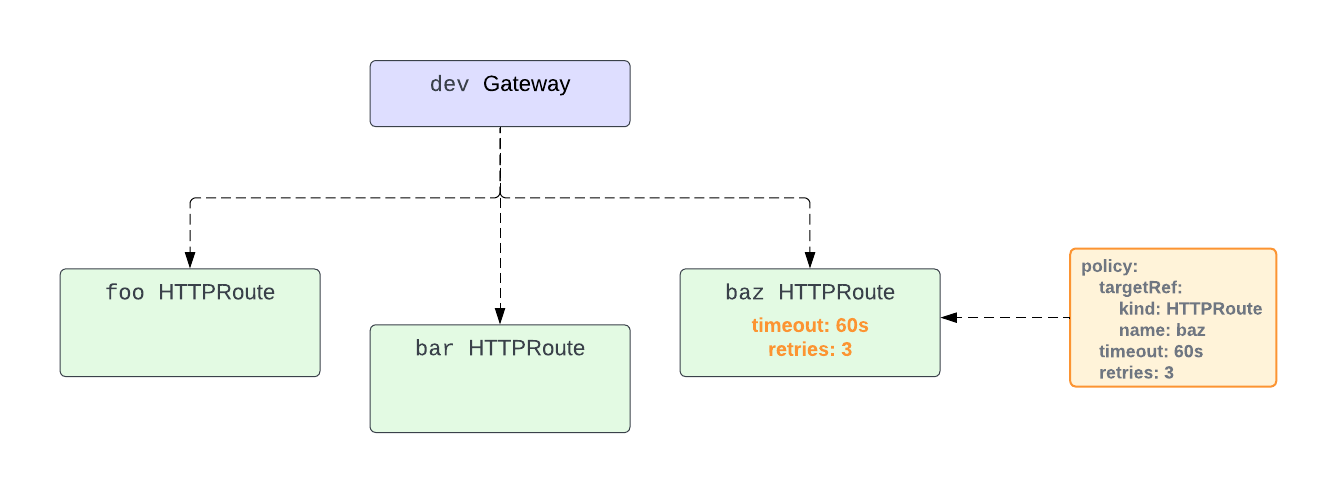 dev Gateway
foo HTTPRoute
bar HTTPRoute
baz HTTPRoute
timeout: 60s
retries: 3
policy:
targetRef:
kind: HTTPRoute
name: baz
timeout: 60s
retries: 3